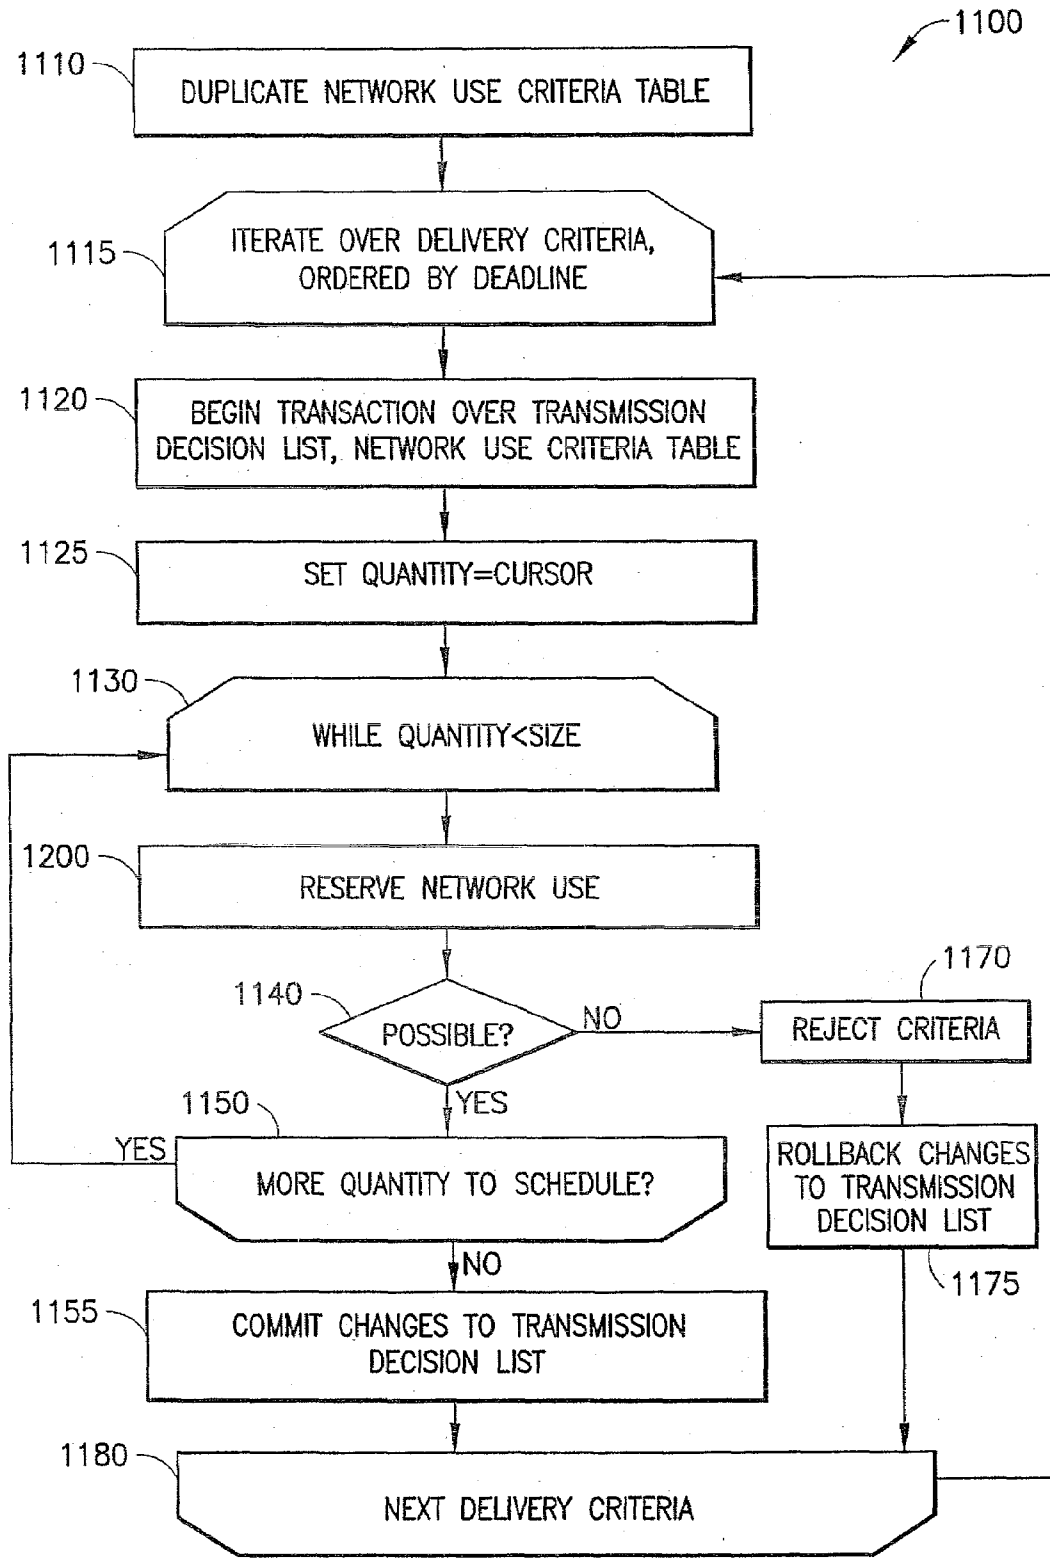 1100
1110
DUPLICATE NETWORK USE CRITERIA TABLE
1115
ITERATE OVER DELIVERY CRITERIA,
ORDERED BY DEADLINE
1120
BEGIN TRANSACTION OVER TRANSMISSION
DECISION LIST, NETWORK USE CRITERIA TABLE
1125
SET QUANTITY=CURSOR
1130
WHILE QUANTITY<SIZE
1200
RESERVE NETWORK USE
1140
POSSIBLE?
NO
1170
REJECT CRITERIA
YES
1150
YES
MORE QUANTITY TO SCHEDULE?
ROLLBACK CHANGES
TO TRANSMISSION
DECISION LIST
1175
NO
1155
COMMIT CHANGES TO TRANSMISSION
DECISION LIST
1180
NEXT DELIVERY CRITERIA